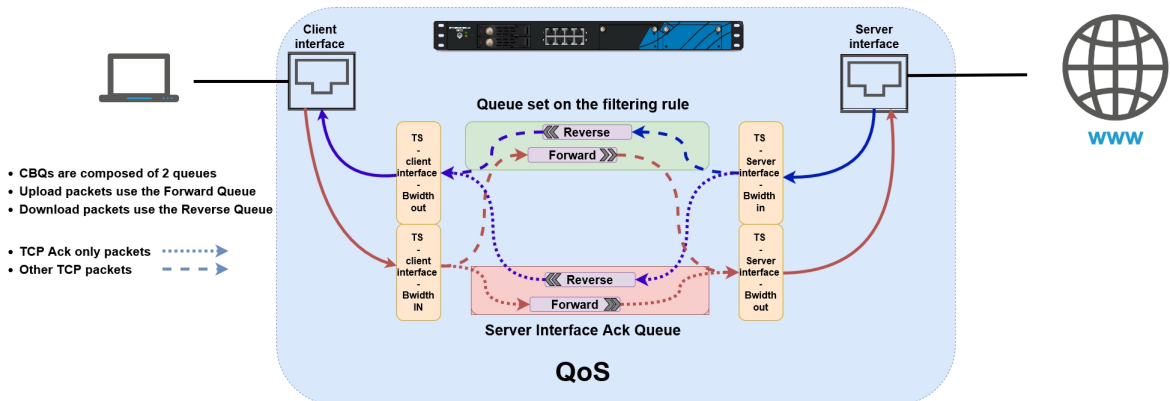 Client
interface
Server
interface
www
Queue set on the filtering rule
Reverse
Forward
TS
-
client
interface
-
Bwidth
out
TS
-
Server
interface
-
Bwidth
in
• CBQs are composed of 2 queues
• Upload packets use the Forward Queue
• Download packets use the Reverse Queue
• TCP Ack only packets
• Other TCP packets
TS
-
client
interface
-
Bwidth
IN
TS
-
Server
interface
-
Bwidth
out
Reverse
Forward
Server Interface Ack Queue
QoS